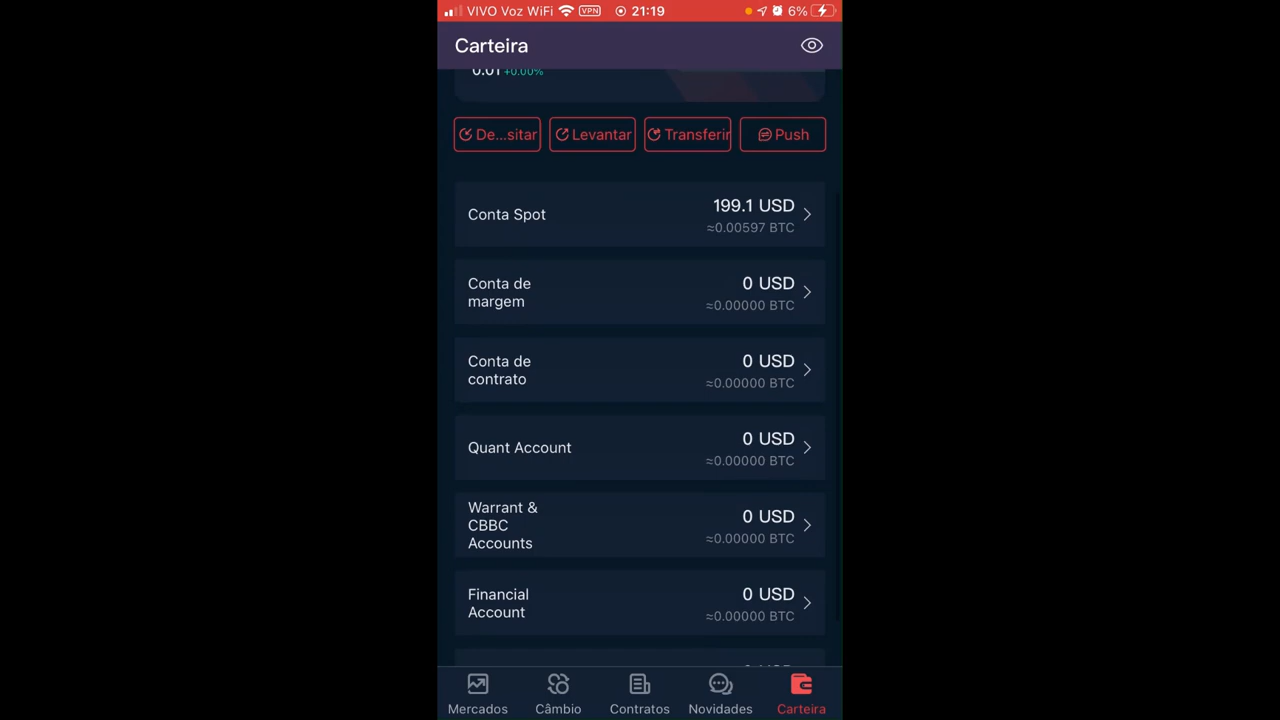 VIVO Voz WiFi VPN 21:19 6%
Carteira
0.01 +0.00%
De...sitar Levantar Transferir Push
Conta Spot
199.1 USD
≈0.00597 BTC
Conta de
margem
0 USD
≈0.00000 BTC
Conta de
contrato
0 USD
≈0.00000 BTC
Quant Account
0 USD
≈0.00000 BTC
Warrant &
CBBC
Accounts
0 USD
≈0.00000 BTC
Financial
Account
0 USD
≈0.00000 BTC
Mercados Câmbio Contratos Novidades Carteira